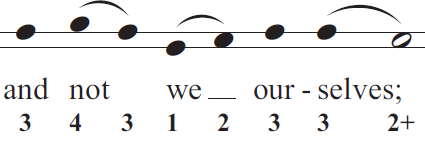 and not we __ our - selves;
3 4 3 1 2 3 3 2+